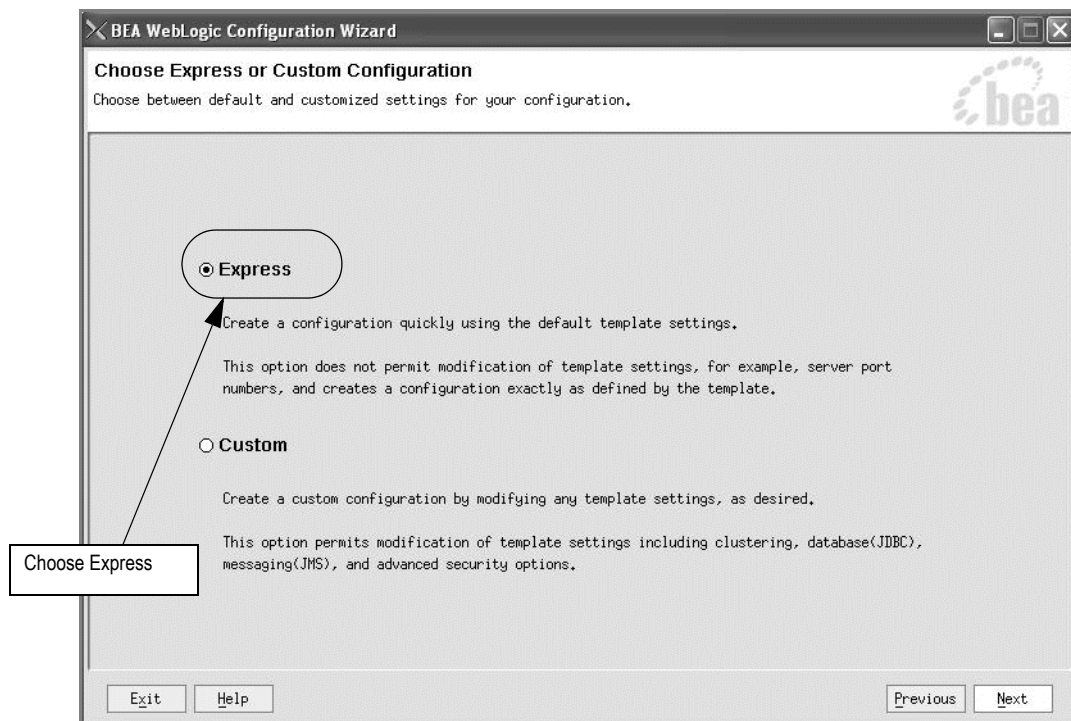 BEA WebLogic Configuration Wizard
Choose Express or Custom Configuration
Choose between default and customized settings for your configuration.
bea
Express
Create a configuration quickly using the default template settings.
This option does not permit modification of template settings, for example, server port
numbers, and creates a configuration exactly as defined by the template.
Custom
Create a custom configuration by modifying any template settings, as desired.
This option permits modification of template settings including clustering, database(JDBC),
messaging(JMS), and advanced security options.
Choose Express
Exit
Help
Previous
Next